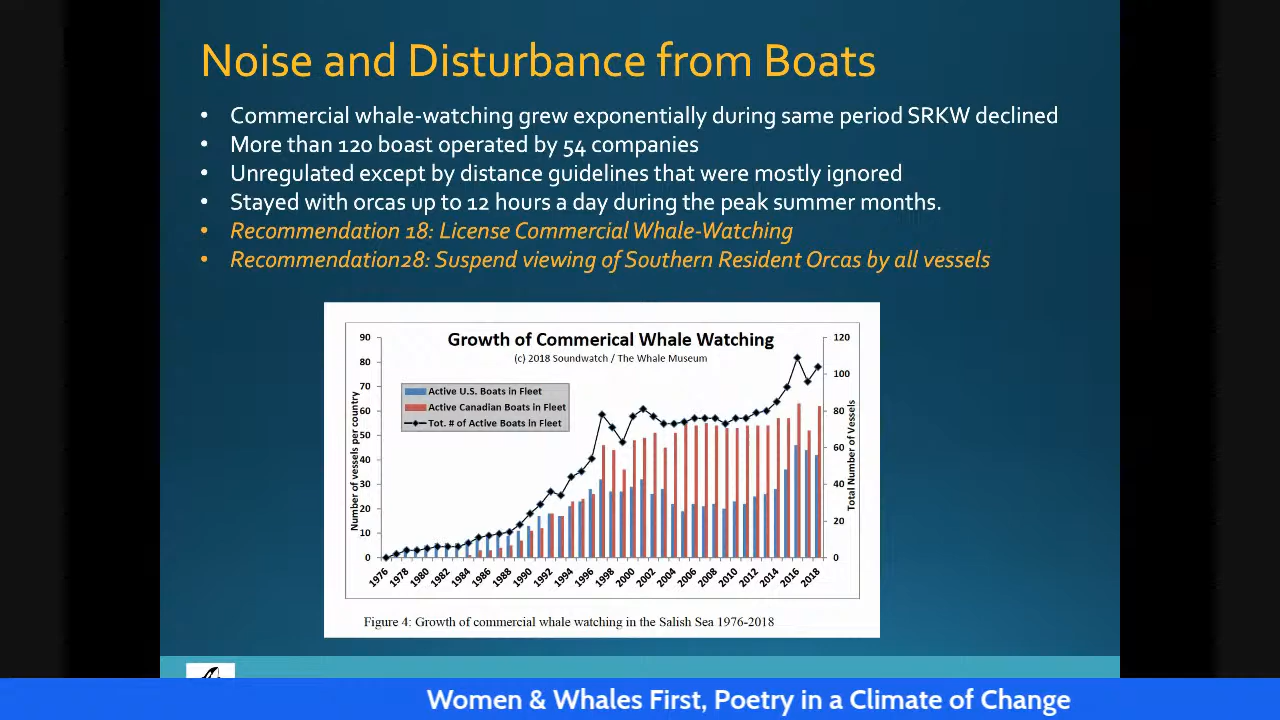 Noise and Disturbance from Boats
• Commercial whale-watching grew exponentially during same period SRKW declined
• More than 120 boast operated by 54 companies
• Unregulated except by distance guidelines that were mostly ignored
• Stayed with orcas up to 12 hours a day during the peak summer months.
• Recommendation 18: License Commercial Whale-Watching
• Recommendation28: Suspend viewing of Southern Resident Orcas by all vessels
Growth of Commerical Whale Watching
(c) 2018 Soundwatch / The Whale Museum
Active U.S. Boats in Fleet
Active Canadian Boats in Fleet
Tot. # of Active Boats in Fleet
Number of vessels per country
90
80
70
60
50
40
30
20
10
0
Total Number of Vessels
120
100
80
60
40
20
0
1976
1978
1980
1982
1984
1986
1988
1990
1992
1994
1996
1998
2000
2002
2004
2006
2008
2010
2012
2014
2016
2018
Figure 4: Growth of commercial whale watching in the Salish Sea 1976-2018
Women & Whales First, Poetry in a Climate of Change